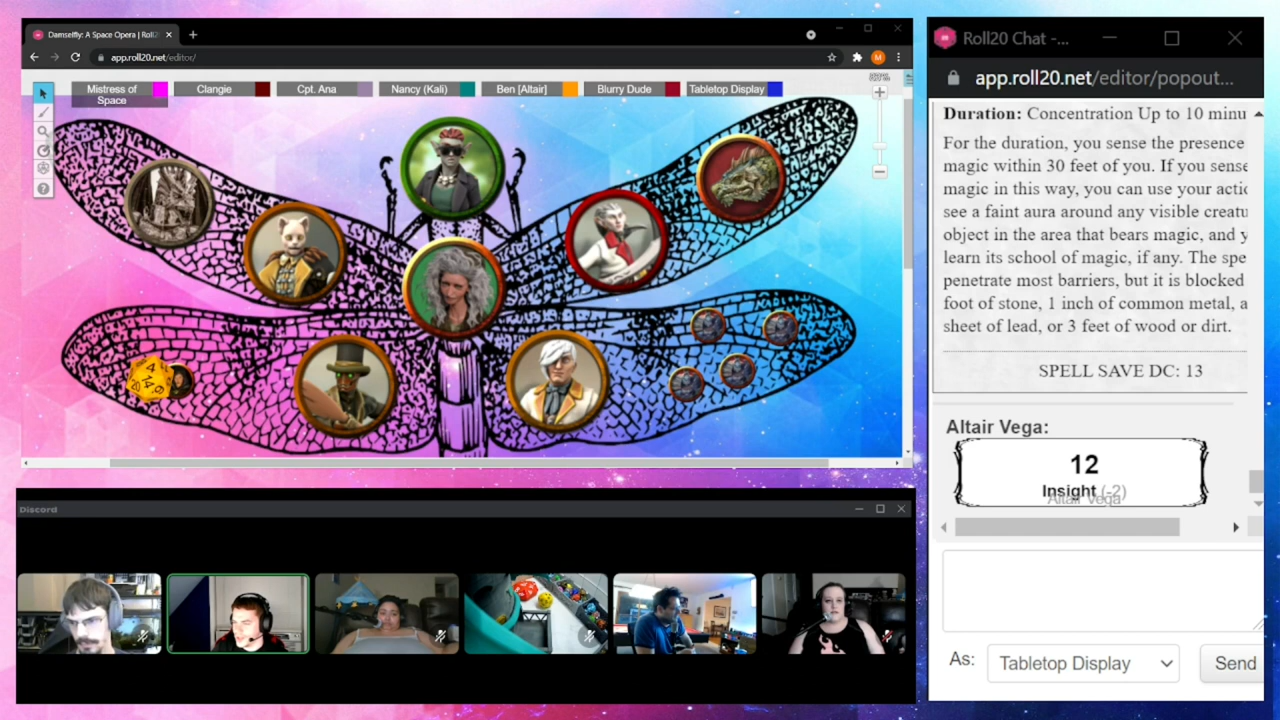 Damselfly: A Space Opera | Roll2
app.roll20.net/editor/
M
Mistress of
Space
Clangie
Cpt. Ana
Nancy (Kali)
Ben [Altair]
Blurry Dude
Tabletop Display
Discord
Roll20 Chat -...
app.roll20.net/editor/popout...
Duration: Concentration Up to 10 minu
For the duration, you sense the presence
magic within 30 feet of you. If you sense
magic in this way, you can use your actic
see a faint aura around any visible creatu
object in the area that bears magic, and y
learn its school of magic, if any. The spe
penetrate most barriers, but it is blocked
foot of stone, 1 inch of common metal, a
sheet of lead, or 3 feet of wood or dirt.
SPELL SAVE DC: 13
Altair Vega:
12
Insight (-2)
Altair Vega
As:
Tabletop Display
Send